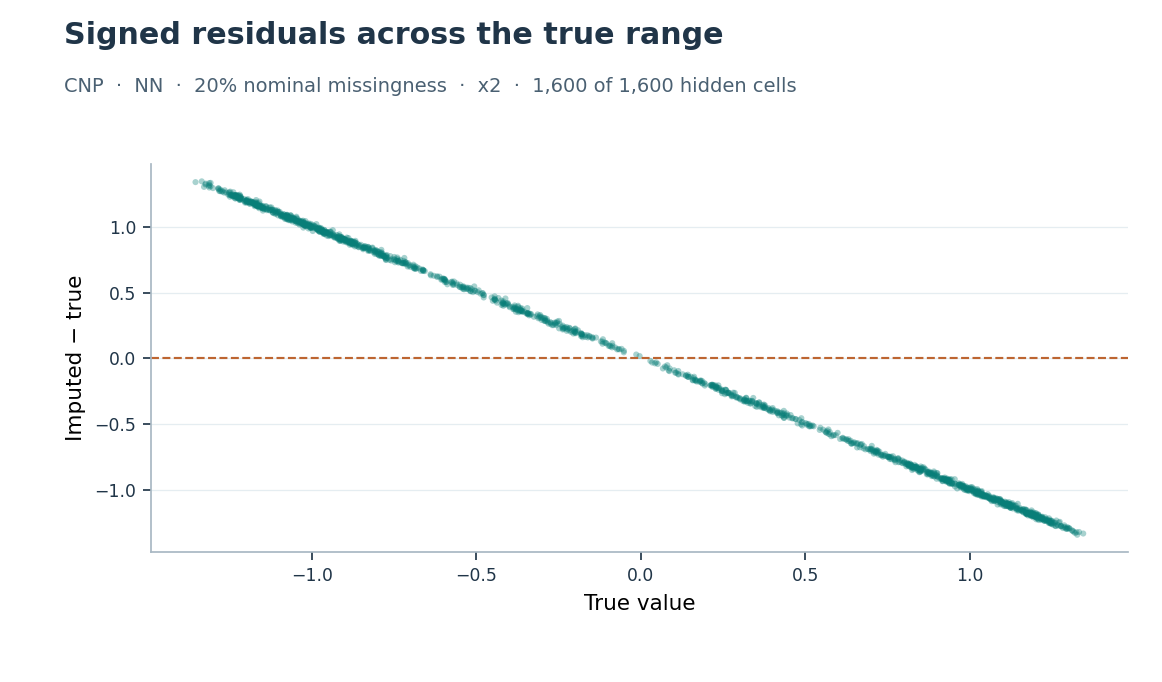 Signed residuals across the true range
CNP · NN · 20% nominal missingness · x2 · 1,600 of 1,600 hidden cells
Imputed − true
1.0
0.5
0.0
−0.5
−1.0
−1.0 −0.5 0.0 0.5 1.0
True value